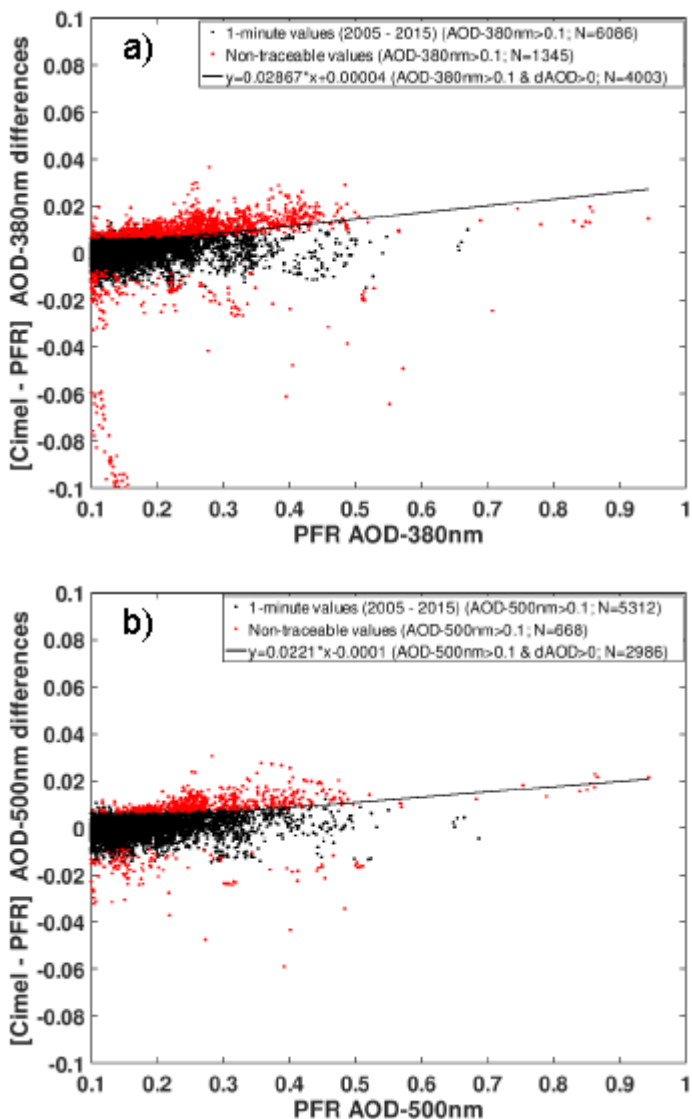 a)
1-minute values (2005 - 2015) (AOD-380nm>0.1; N=6086)
Non-traceable values (AOD-380nm>0.1; N=1345)
y=0.02867*x+0.00004 (AOD-380nm>0.1 & dAOD>0; N=4003)
[Cimel - PFR] AOD-380nm differences
0.1
0.08
0.06
0.04
0.02
0
-0.02
-0.04
-0.06
-0.08
-0.1
0.1 0.2 0.3 0.4 0.5 0.6 0.7 0.8 0.9 1
PFR AOD-380nm
b)
1-minute values (2005 - 2015) (AOD-500nm>0.1; N=5312)
Non-traceable values (AOD-500nm>0.1; N=668)
y=0.0221*x-0.0001 (AOD-500nm>0.1 & dAOD>0; N=2986)
[Cimel - PFR] AOD-500nm differences
0.1
0.08
0.06
0.04
0.02
0
-0.02
-0.04
-0.06
-0.08
-0.1
0.1 0.2 0.3 0.4 0.5 0.6 0.7 0.8 0.9 1
PFR AOD-500nm